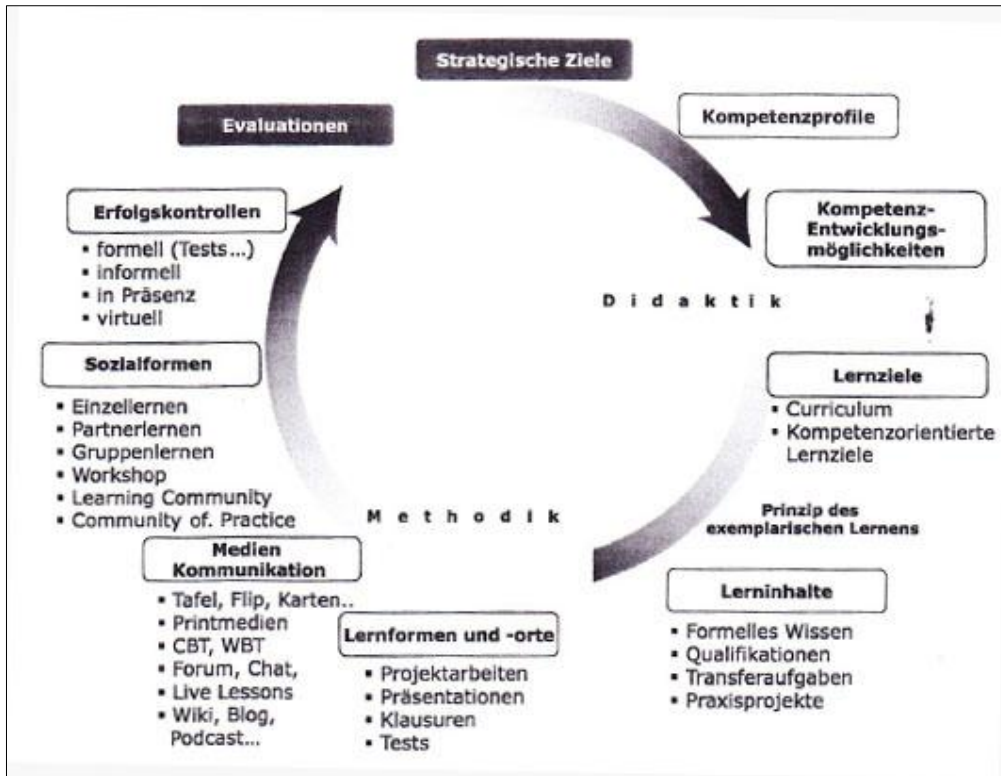 Strategische Ziele
Kompetenzprofile
Kompetenz-
Entwicklungs-
möglichkeiten
Didaktik
Lernziele
▪ Curriculum
▪ Kompetenzorientierte
Lernziele
Prinzip des
exemplarischen Lernens
Lerninhalte
▪ Formelles Wissen
▪ Qualifikationen
▪ Transferaufgaben
▪ Praxisprojekte
Methodik
Lernformen und -orte
▪ Projektarbeiten
▪ Präsentationen
▪ Klausuren
▪ Tests
Medien
Kommunikation
▪ Tafel, Flip, Karten..
▪ Printmedien
▪ CBT, WBT
▪ Forum, Chat,
▪ Live Lessons
▪ Wiki, Blog,
Podcast...
Sozialformen
▪ Einzellernen
▪ Partnerlernen
▪ Gruppenlernen
▪ Workshop
▪ Learning Community
▪ Community of. Practice
Erfolgskontrollen
▪ formell (Tests...)
▪ informell
▪ in Präsenz
▪ virtuell
Evaluationen